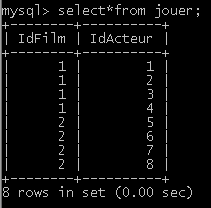 mysql> select*from jouer;
+--------+----------+
| IdFilm | IdActeur |
+--------+----------+
|      1 |        1 |
|      1 |        2 |
|      1 |        3 |
|      1 |        4 |
|      2 |        5 |
|      2 |        6 |
|      2 |        7 |
|      2 |        8 |
+--------+----------+
8 rows in set (0.00 sec)